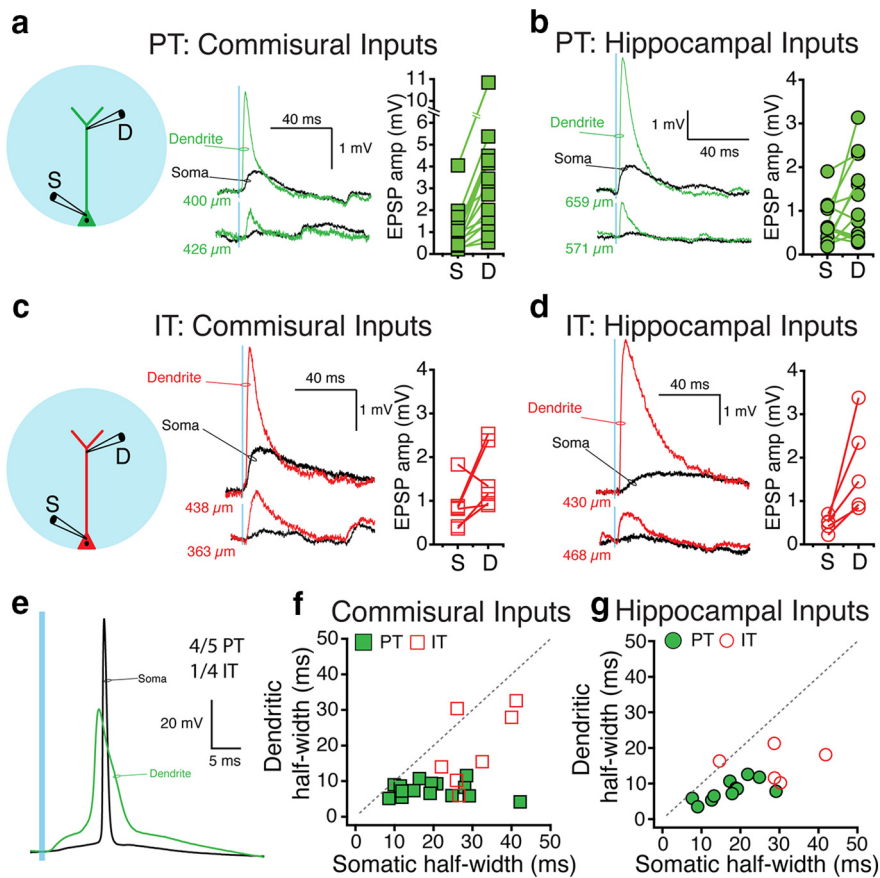 a
PT: Commisural Inputs
D
S
Dendrite
Soma
400 µm
426 µm
40 ms
1 mV
EPSP amp (mV)
11
10
6
5
4
3
2
1
0
S D
b
PT: Hippocampal Inputs
Dendrite
Soma
659 µm
571 µm
1 mV
40 ms
EPSP amp (mV)
4
3
2
1
0
S D
c
IT: Commisural Inputs
D
S
Dendrite
Soma
438 µm
363 µm
40 ms
1 mV
EPSP amp (mV)
4
3
2
1
0
S D
d
IT: Hippocampal Inputs
Dendrite
Soma
430 µm
468 µm
40 ms
1 mV
EPSP amp (mV)
4
3
2
1
0
S D
e
4/5 PT
1/4 IT
Soma
Dendrite
20 mV
5 ms
f
Commisural Inputs
PT IT
Dendritic
half-width (ms)
50
40
30
20
10
0
0 10 20 30 40 50
Somatic half-width (ms)
g
Hippocampal Inputs
PT IT
Dendritic
half-width (ms)
50
40
30
20
10
0
0 10 20 30 40 50
Somatic half-width (ms)